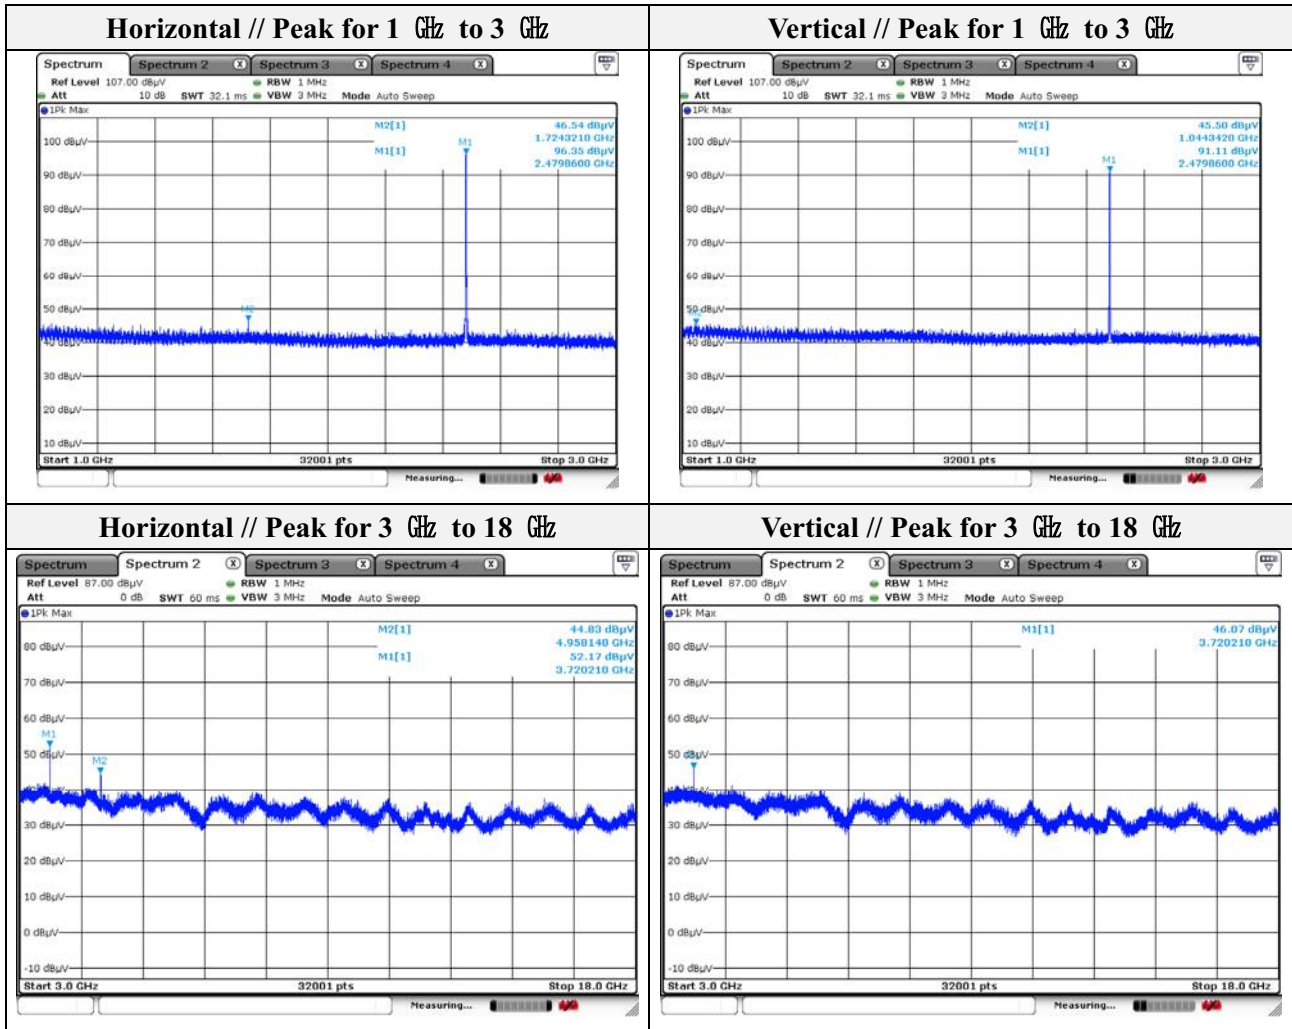 Horizontal // Peak for 1 ㎓ to 3 ㎓
Vertical // Peak for 1 ㎓ to 3 ㎓
Spectrum Spectrum 2 Spectrum 3 Spectrum 4
Ref Level 107.00 dBµV RBW 1 MHz
Att 10 dB SWT 32.1 ms VBW 3 MHz Mode Auto Sweep
1Pk Max
M2[1] 46.54 dBµV
1.7243210 GHz
M1[1] 96.35 dBµV
2.4798600 GHz
M1
M2
100 dBµV
90 dBµV
80 dBµV
70 dBµV
60 dBµV
50 dBµV
40 dBµV
30 dBµV
20 dBµV
10 dBµV
Start 1.0 GHz 32001 pts Stop 3.0 GHz
Measuring...
Spectrum Spectrum 2 Spectrum 3 Spectrum 4
Ref Level 107.00 dBµV RBW 1 MHz
Att 10 dB SWT 32.1 ms VBW 3 MHz Mode Auto Sweep
1Pk Max
M2[1] 45.50 dBµV
1.0443420 GHz
M1[1] 91.11 dBµV
2.4798600 GHz
M1
100 dBµV
90 dBµV
80 dBµV
70 dBµV
60 dBµV
50 dBµV
40 dBµV
30 dBµV
20 dBµV
10 dBµV
Start 1.0 GHz 32001 pts Stop 3.0 GHz
Measuring...
Horizontal // Peak for 3 ㎓ to 18 ㎓
Vertical // Peak for 3 ㎓ to 18 ㎓
Spectrum Spectrum 2 Spectrum 3 Spectrum 4
Ref Level 87.00 dBµV RBW 1 MHz
Att 0 dB SWT 60 ms VBW 3 MHz Mode Auto Sweep
1Pk Max
M2[1] 44.83 dBµV
4.958140 GHz
M1[1] 52.17 dBµV
3.720210 GHz
M1
M2
80 dBµV
70 dBµV
60 dBµV
50 dBµV
30 dBµV
20 dBµV
10 dBµV
0 dBµV
-10 dBµV
Start 3.0 GHz 32001 pts Stop 18.0 GHz
Measuring...
Spectrum Spectrum 2 Spectrum 3 Spectrum 4
Ref Level 87.00 dBµV RBW 1 MHz
Att 0 dB SWT 60 ms VBW 3 MHz Mode Auto Sweep
1Pk Max
M1[1] 46.07 dBµV
3.720210 GHz
80 dBµV
70 dBµV
60 dBµV
50 dBµV
30 dBµV
20 dBµV
10 dBµV
0 dBµV
-10 dBµV
Start 3.0 GHz 32001 pts Stop 18.0 GHz
Measuring...